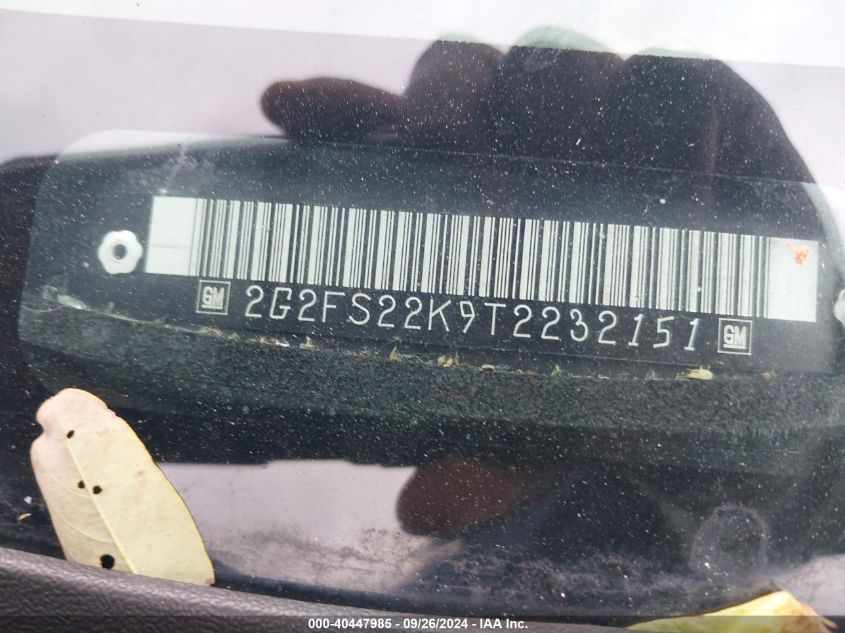 GM 2G2FS22K9T2232151 GM
000-40447985 - 09/26/2024 - IAA Inc.